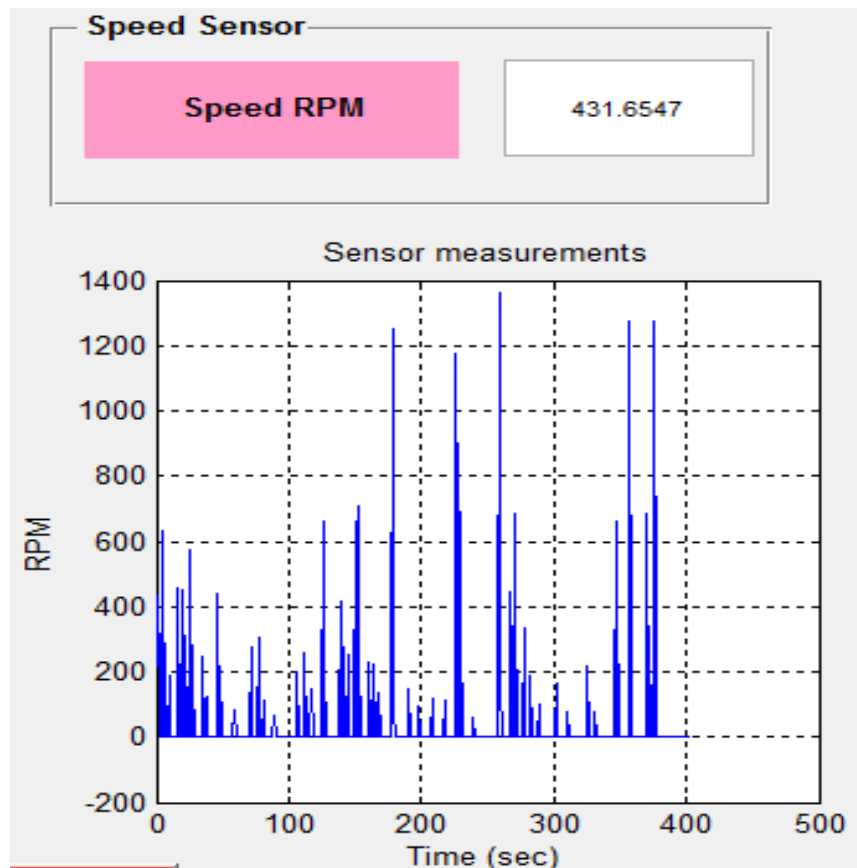 Speed Sensor
Speed RPM
431.6547
Sensor measurements
1400
1200
1000
800
600
400
200
0
-200
RPM
0 100 200 300 400 500
Time (sec)